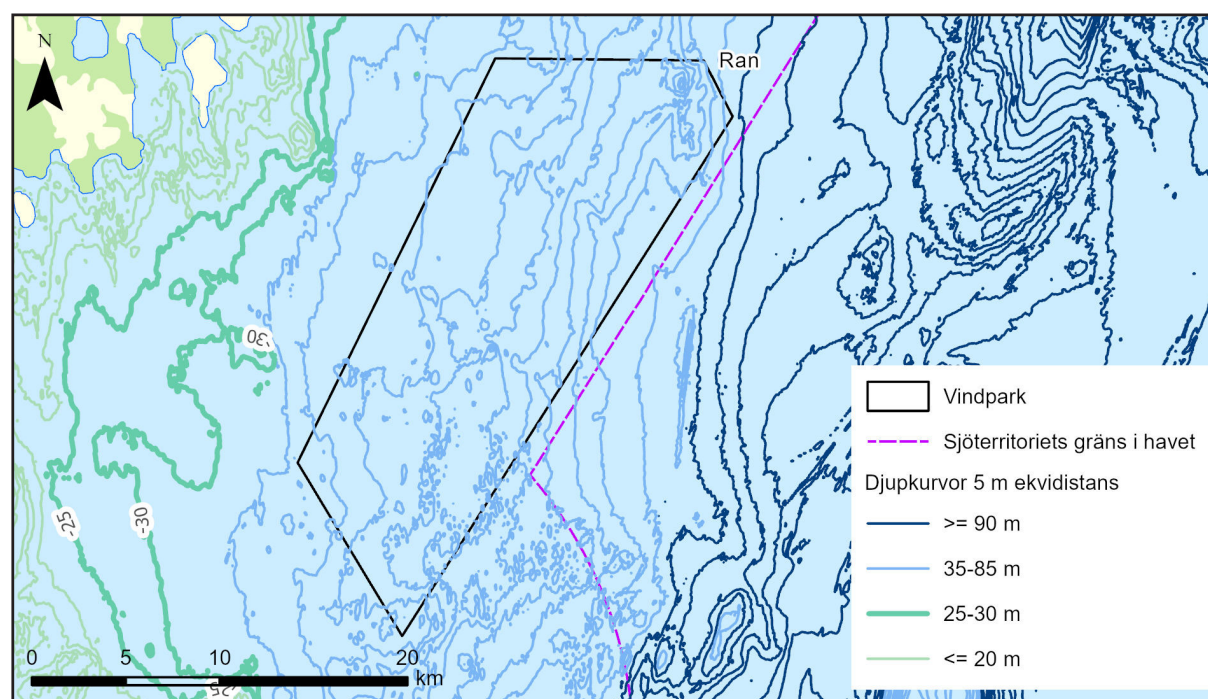 N
Ran
-30
-25
-30
-25
0 5 10 20
km
Vindpark
Sjöterritoriets gräns i havet
Djupkurvor 5 m ekvidistans
>= 90 m
35-85 m
25-30 m
<= 20 m